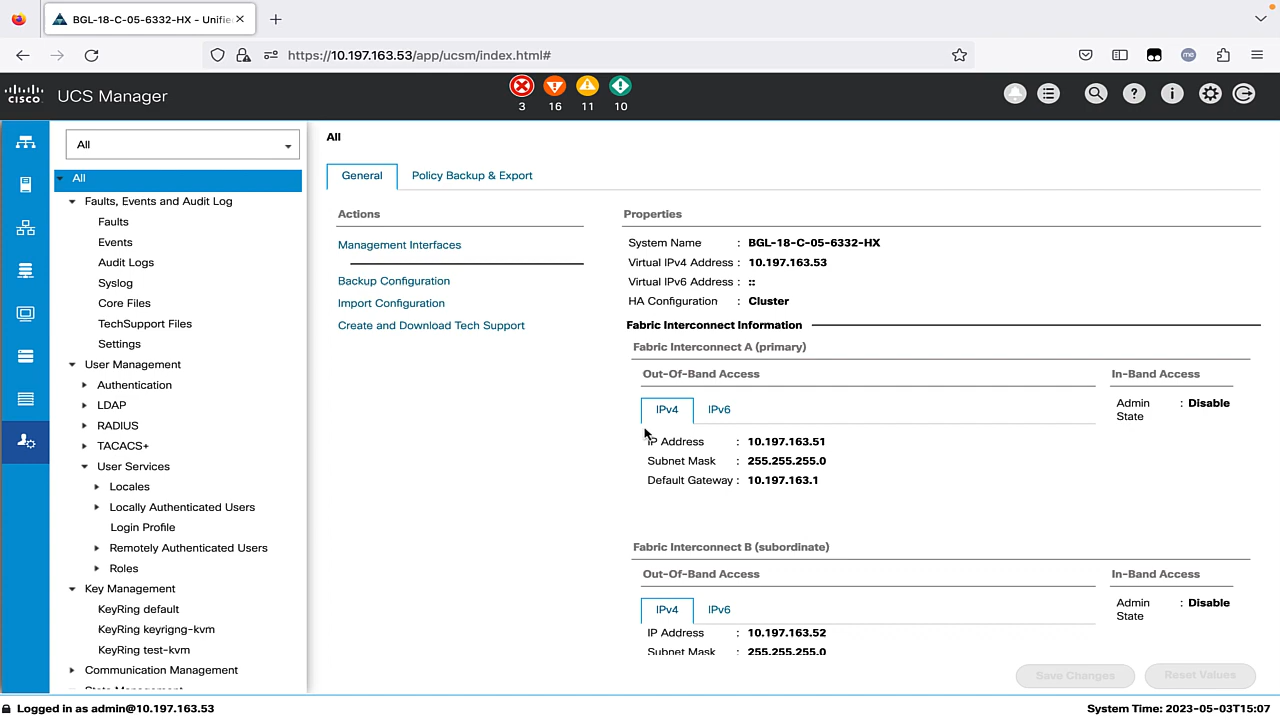 BGL-18-C-05-6332-HX - Unifie
https://10.197.163.53/app/ucsm/index.html#
me
CISCO
UCS Manager
3
16
11
10
All
All
Faults, Events and Audit Log
Faults
Events
Audit Logs
Syslog
Core Files
TechSupport Files
Settings
User Management
Authentication
LDAP
RADIUS
TACACS+
User Services
Locales
Locally Authenticated Users
Login Profile
Remotely Authenticated Users
Roles
Key Management
KeyRing default
KeyRing keyrigng-kvm
KeyRing test-kvm
Communication Management
All
General
Policy Backup & Export
Actions
Management Interfaces
Backup Configuration
Import Configuration
Create and Download Tech Support
Properties
System Name : BGL-18-C-05-6332-HX
Virtual IPv4 Address : 10.197.163.53
Virtual IPv6 Address : ::
HA Configuration : Cluster
Fabric Interconnect Information
Fabric Interconnect A (primary)
Out-Of-Band Access
In-Band Access
IPv4 IPv6
Admin State : Disable
IP Address : 10.197.163.51
Subnet Mask : 255.255.255.0
Default Gateway : 10.197.163.1
Fabric Interconnect B (subordinate)
Out-Of-Band Access
In-Band Access
IPv4 IPv6
Admin State : Disable
IP Address : 10.197.163.52
Subnet Mask : 255.255.255.0
Save Changes
Reset Values
Logged in as admin@10.197.163.53
System Time: 2023-05-03T15:07